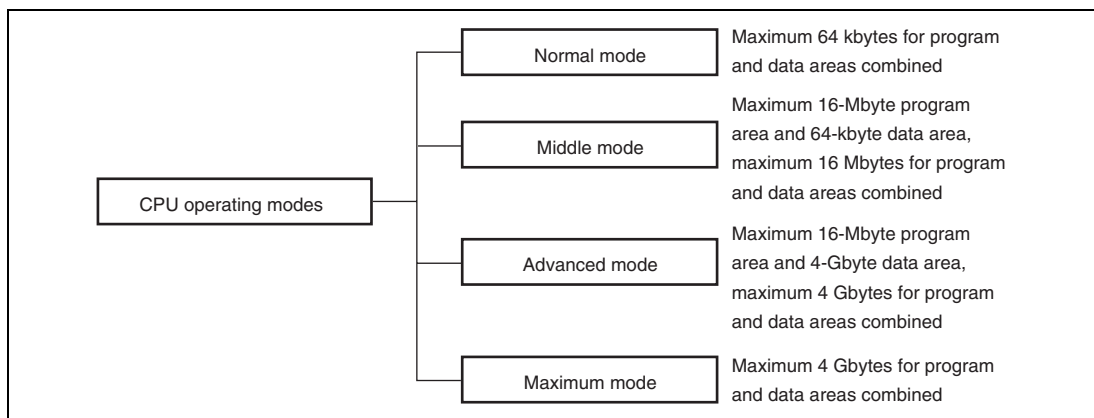 Normal mode
Maximum 64 kbytes for program
and data areas combined
Middle mode
Maximum 16-Mbyte program
area and 64-kbyte data area,
maximum 16 Mbytes for program
and data areas combined
CPU operating modes
Advanced mode
Maximum 16-Mbyte program
area and 4-Gbyte data area,
maximum 4 Gbytes for program
and data areas combined
Maximum mode
Maximum 4 Gbytes for program
and data areas combined